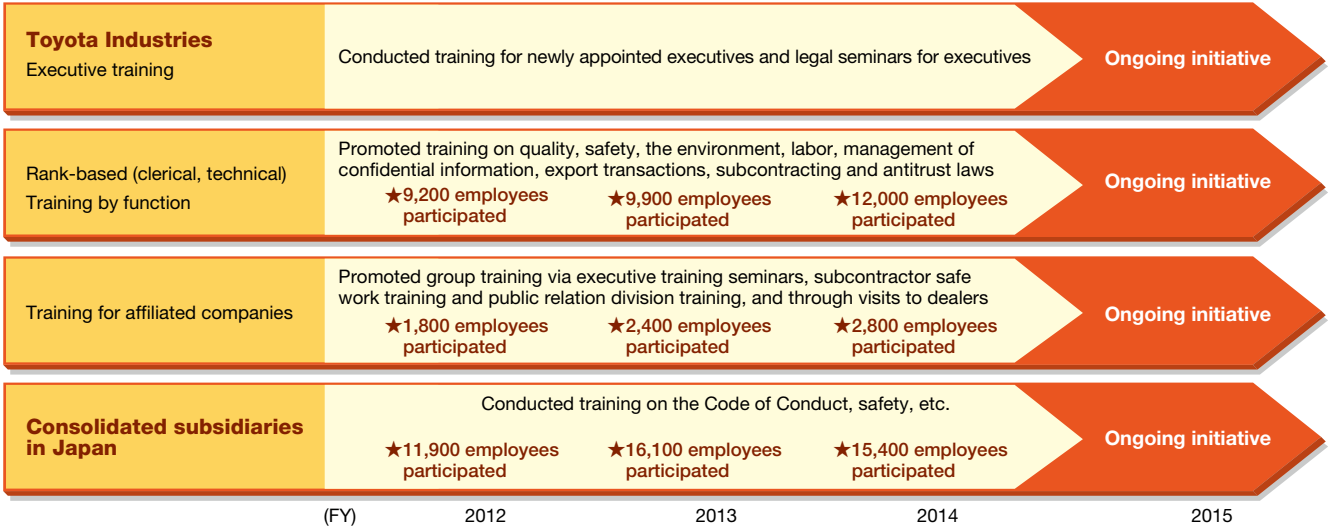 Toyota Industries
Executive training
Conducted training for newly appointed executives and legal seminars for executives
Ongoing initiative
Rank-based (clerical, technical)
Training by function
Promoted training on quality, safety, the environment, labor, management of
confidential information, export transactions, subcontracting and antitrust laws
★9,200 employees
participated
★9,900 employees
participated
★12,000 employees
participated
Ongoing initiative
Training for affiliated companies
Promoted group training via executive training seminars, subcontractor safe
work training and public relation division training, and through visits to dealers
★1,800 employees
participated
★2,400 employees
participated
★2,800 employees
participated
Ongoing initiative
Consolidated subsidiaries
in Japan
Conducted training on the Code of Conduct, safety, etc.
★11,900 employees
participated
★16,100 employees
participated
★15,400 employees
participated
Ongoing initiative
(FY) 2012 2013 2014 2015